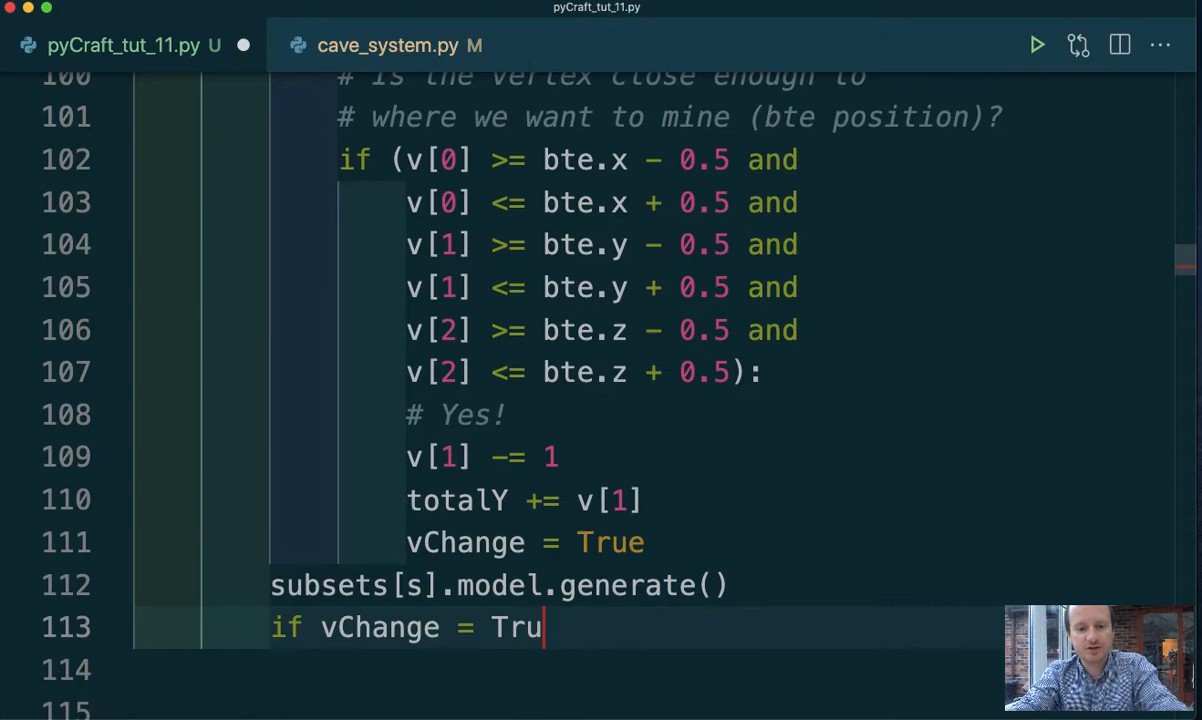 pyCraft_tut_11.py
pyCraft_tut_11.py U cave_system.py M
100 # Is the vertex close enough to
101 # where we want to mine (bte position)?
102 if (v[0] >= bte.x - 0.5 and
103 v[0] <= bte.x + 0.5 and
104 v[1] >= bte.y - 0.5 and
105 v[1] <= bte.y + 0.5 and
106 v[2] >= bte.z - 0.5 and
107 v[2] <= bte.z + 0.5):
108 # Yes!
109 v[1] -= 1
110 totalY += v[1]
111 vChange = True
112 subsets[s].model.generate()
113 if vChange = Tru
114
115